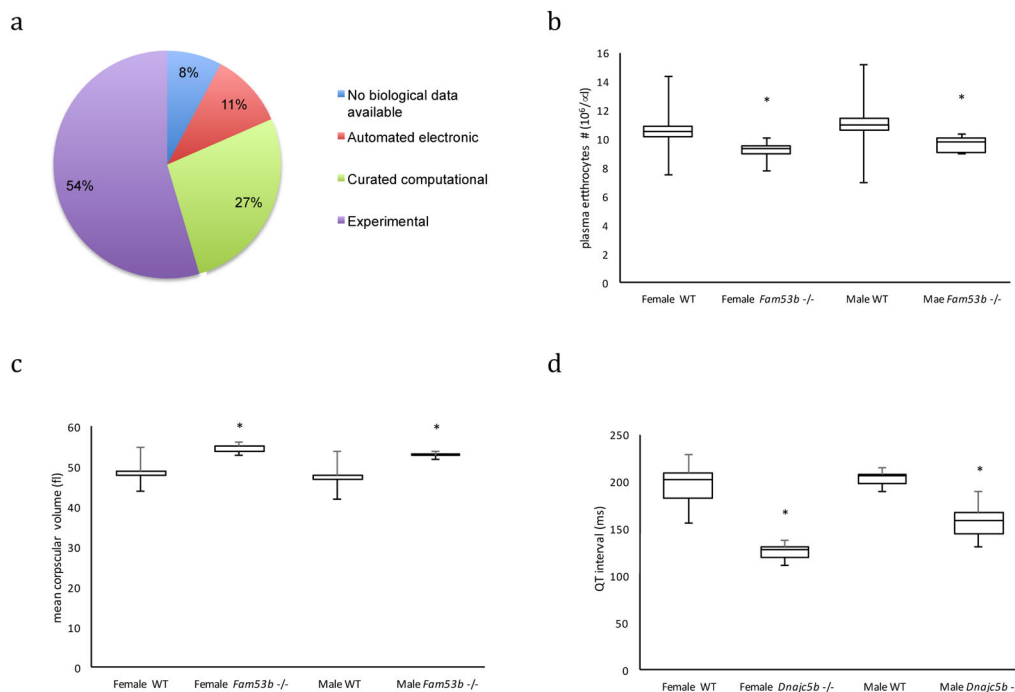 a
8%
11%
27%
54%
No biological data
available
Automated electronic
Curated computational
Experimental
b
plasma ertthrocytes # (10⁶/∝d)
16
14
12
10
8
6
4
2
0
*
*
Female WT
Female Fam53b -/-
Male WT
Mae Fam53b -/-
c
mean corpscular volume (fl)
60
50
40
30
20
10
0
*
*
Female WT
Female Fam53b -/-
Male WT
Male Fam53b -/-
d
QT interval (ms)
250
200
150
100
50
0
*
*
Female WT
Female Dnajc5b -/-
Male WT
Male Dnajc5b -